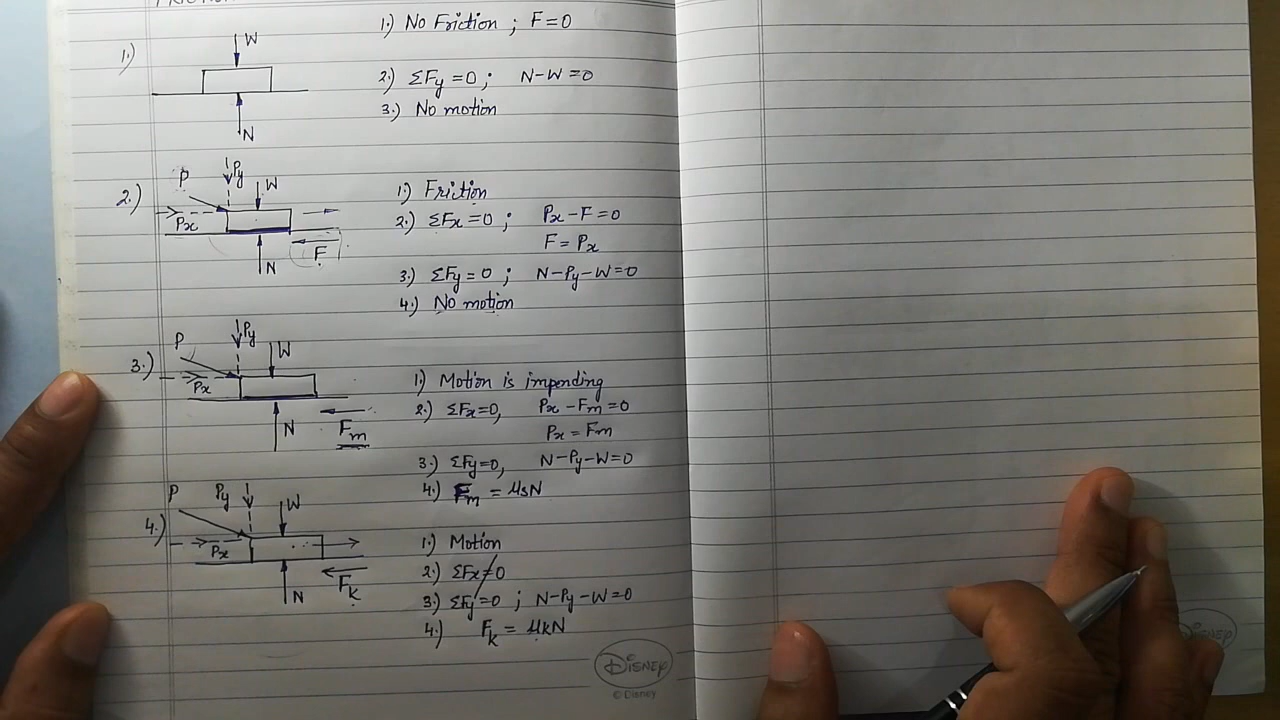 FRICTION
1.)
W
N
1.) No Friction ; F=0
2.) ΣFy =0 ; N-W=0
3.) No motion
2.)
P
Py
W
Px
F
N
1.) Friction
2.) ΣFx=0 ; Px-F=0
F=Px
3.) ΣFy=0 ; N-Py-W=0
4.) No motion
3.)
P
Py
W
Px
N
Fm
1.) Motion is impending
2.) ΣFx=0, Px-Fm=0
Px=Fm
3.) ΣFy=0, N-Py-W=0
4.) Fm = μsN
4.)
P
Py
W
Px
N
Fk
1.) Motion
2.) ΣFx≠0
3.) ΣFy=0 ; N-Py-W=0
4.) Fk = μkN
Disney
© Disney